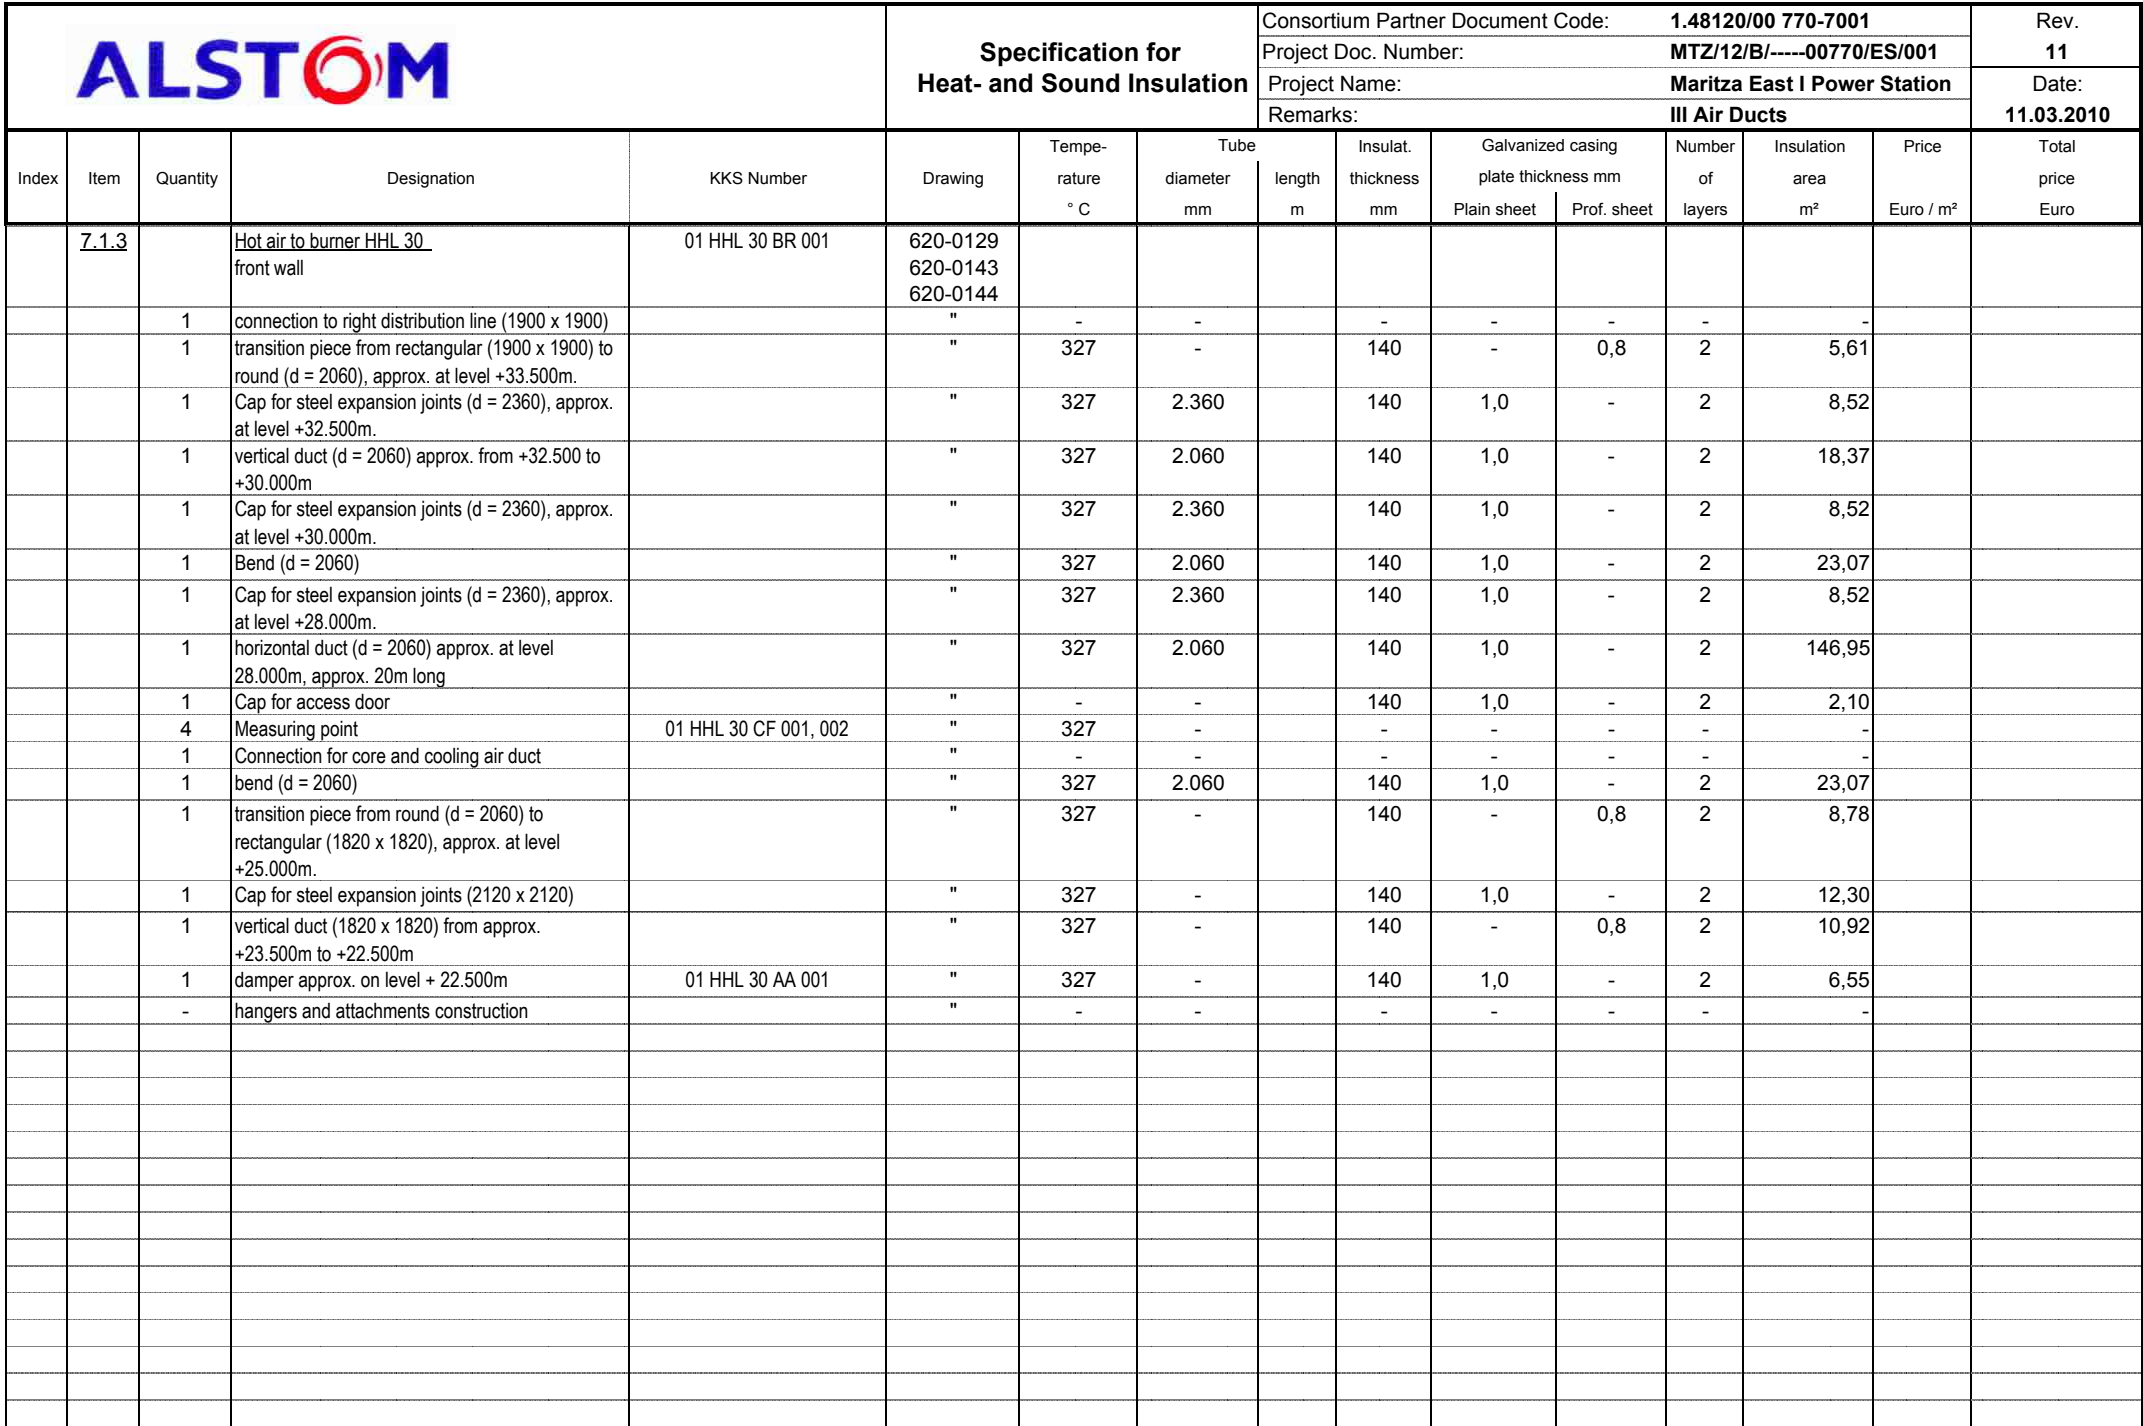 ALSTOM
Specification for
Heat- and Sound Insulation
Consortium Partner Document Code: 1.48120/00 770-7001
Project Doc. Number: MTZ/12/B/-----00770/ES/001
Project Name: Maritza East I Power Station
Remarks: III Air Ducts
Rev.
11
Date:
11.03.2010
Tempe- Tube Insulat. Galvanized casing Number Insulation Price Total
Index Item Quantity Designation KKS Number Drawing rature diameter length thickness plate thickness mm of area price
° C mm m mm Plain sheet Prof. sheet layers m² Euro / m² Euro
7.1.3 Hot air to burner HHL 30 01 HHL 30 BR 001 620-0129
front wall 620-0143
620-0144
1 connection to right distribution line (1900 x 1900) " - - - - - - -
1 transition piece from rectangular (1900 x 1900) to " 327 - 140 - 0,8 2 5,61
round (d = 2060), approx. at level +33.500m.
1 Cap for steel expansion joints (d = 2360), approx. " 327 2.360 140 1,0 - 2 8,52
at level +32.500m.
1 vertical duct (d = 2060) approx. from +32.500 to " 327 2.060 140 1,0 - 2 18,37
+30.000m
1 Cap for steel expansion joints (d = 2360), approx. " 327 2.360 140 1,0 - 2 8,52
at level +30.000m.
1 Bend (d = 2060) " 327 2.060 140 1,0 - 2 23,07
1 Cap for steel expansion joints (d = 2360), approx. " 327 2.360 140 1,0 - 2 8,52
at level +28.000m.
1 horizontal duct (d = 2060) approx. at level " 327 2.060 140 1,0 - 2 146,95
28.000m, approx. 20m long
1 Cap for access door " - - 140 1,0 - 2 2,10
4 Measuring point 01 HHL 30 CF 001, 002 " 327 - - - - - -
1 Connection for core and cooling air duct " - - - - - - -
1 bend (d = 2060) " 327 2.060 140 1,0 - 2 23,07
1 transition piece from round (d = 2060) to " 327 - 140 - 0,8 2 8,78
rectangular (1820 x 1820), approx. at level
+25.000m.
1 Cap for steel expansion joints (2120 x 2120) " 327 - 140 1,0 - 2 12,30
1 vertical duct (1820 x 1820) from approx. " 327 - 140 - 0,8 2 10,92
+23.500m to +22.500m
1 damper approx. on level + 22.500m 01 HHL 30 AA 001 " 327 - 140 1,0 - 2 6,55
- hangers and attachments construction " - - - - - - -